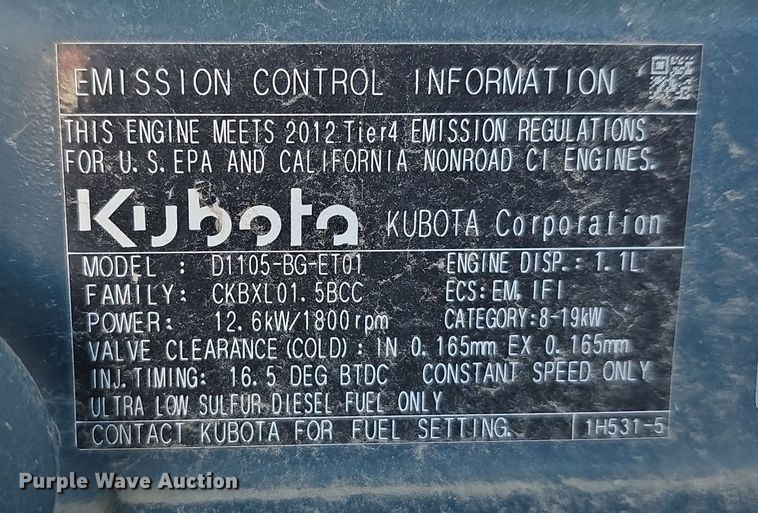 EMISSION CONTROL INFORMATION
THIS ENGINE MEETS 2012 Tier4 EMISSION REGULATIONS
FOR U.S. EPA AND CALIFORNIA NONROAD CI ENGINES.
Kubota KUBOTA Corporation
MODEL : D1105-BG-ET01 ENGINE DISP.: 1.1L
FAMILY: CKBXL01.5BCC ECS: EM, IFI
POWER: 12.6kW/1800rpm CATEGORY:8-19kW
VALVE CLEARANCE (COLD): IN 0.165mm EX 0.165mm
INJ.TIMING: 16.5 DEG BTDC CONSTANT SPEED ONLY
ULTRA LOW SULFUR DIESEL FUEL ONLY
CONTACT KUBOTA FOR FUEL SETTING. 1H531-5
Purple Wave Auction